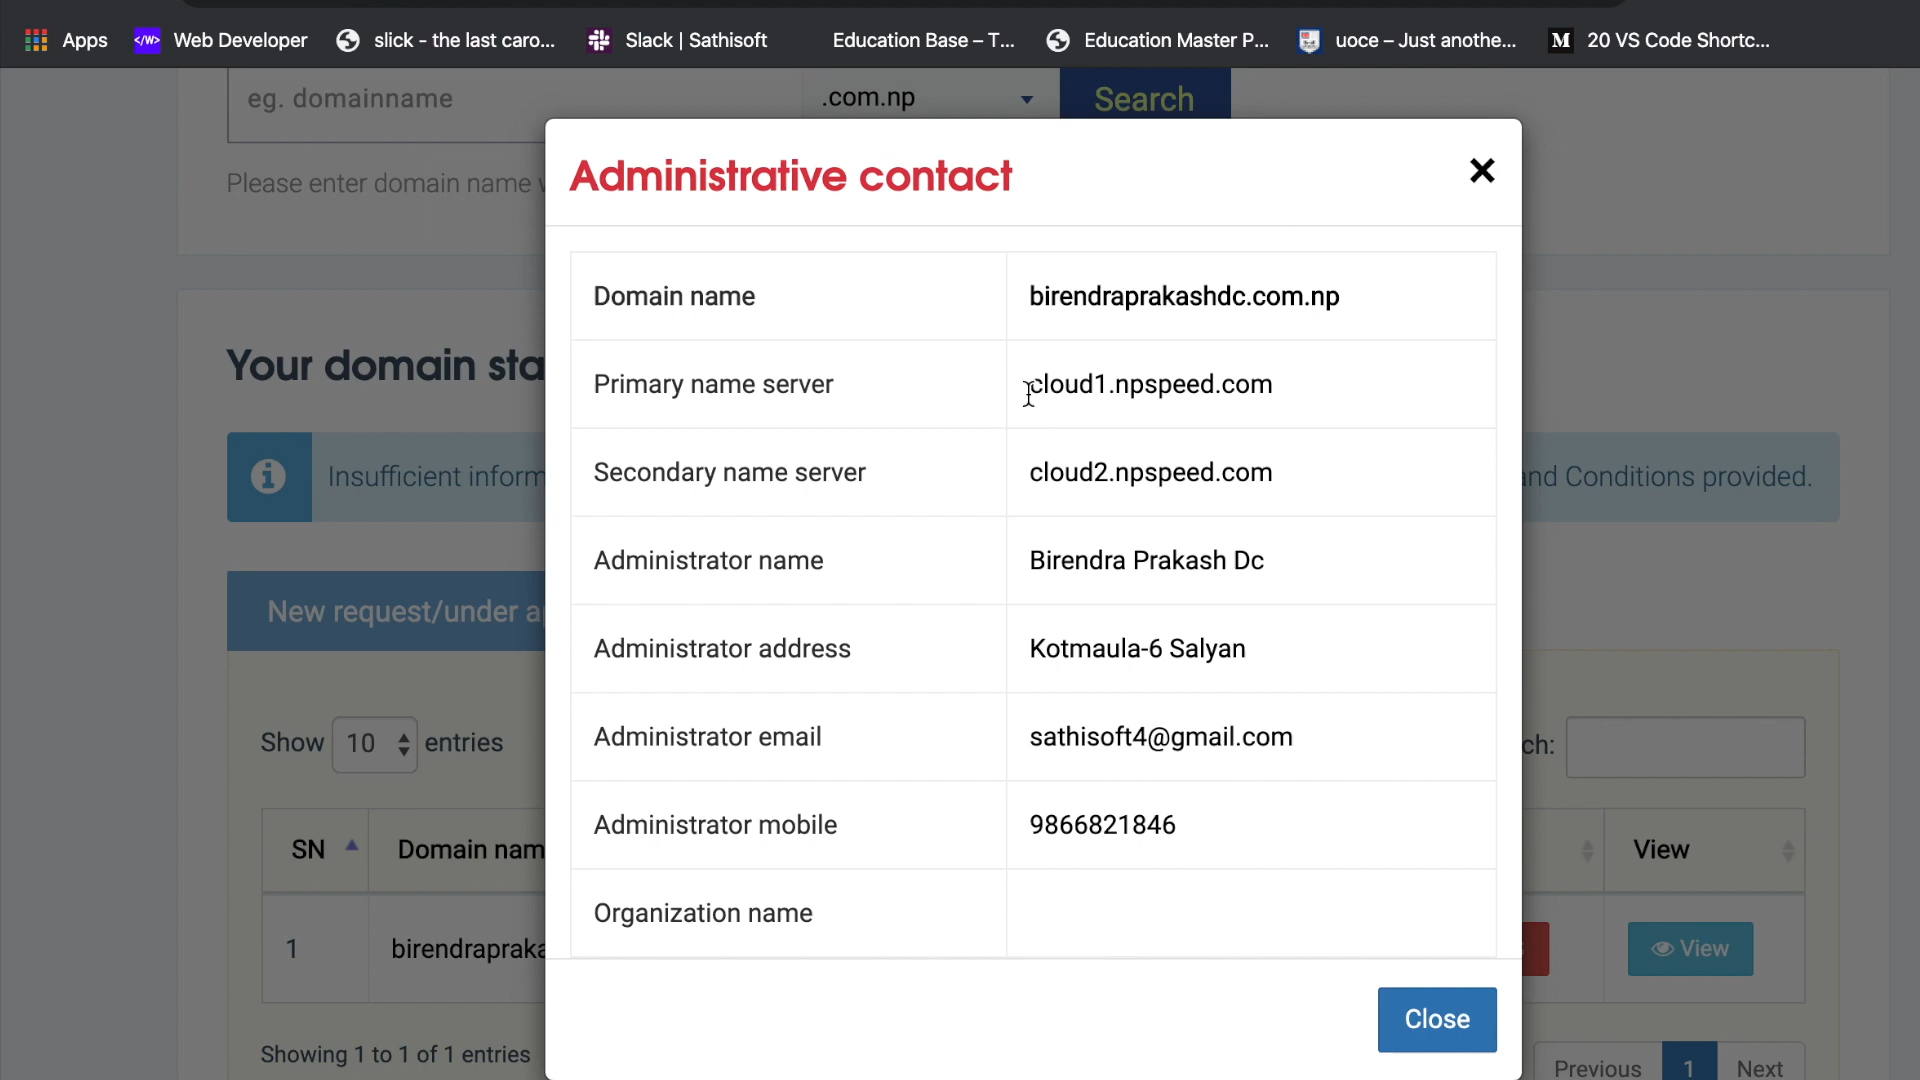 Apps
Web Developer
slick - the last caro...
Slack | Sathisoft
Education Base – T...
Education Master P...
uoce – Just anothe...
20 VS Code Shortc...
eg. domainname
.com.np
Search
Please enter domain name
Administrative contact
Domain name birendraprakashdc.com.np
Primary name server cloud1.npspeed.com
Secondary name server cloud2.npspeed.com
Administrator name Birendra Prakash Dc
Administrator address Kotmaula-6 Salyan
Administrator email sathisoft4@gmail.com
Administrator mobile 9866821846
Organization name
Close
Your domain sta
Insufficient inform
and Conditions provided.
New request/under a
Show 10 entries
ch:
SN Domain nam View
1 birendrapraka View
Showing 1 to 1 of 1 entries
Previous 1 Next